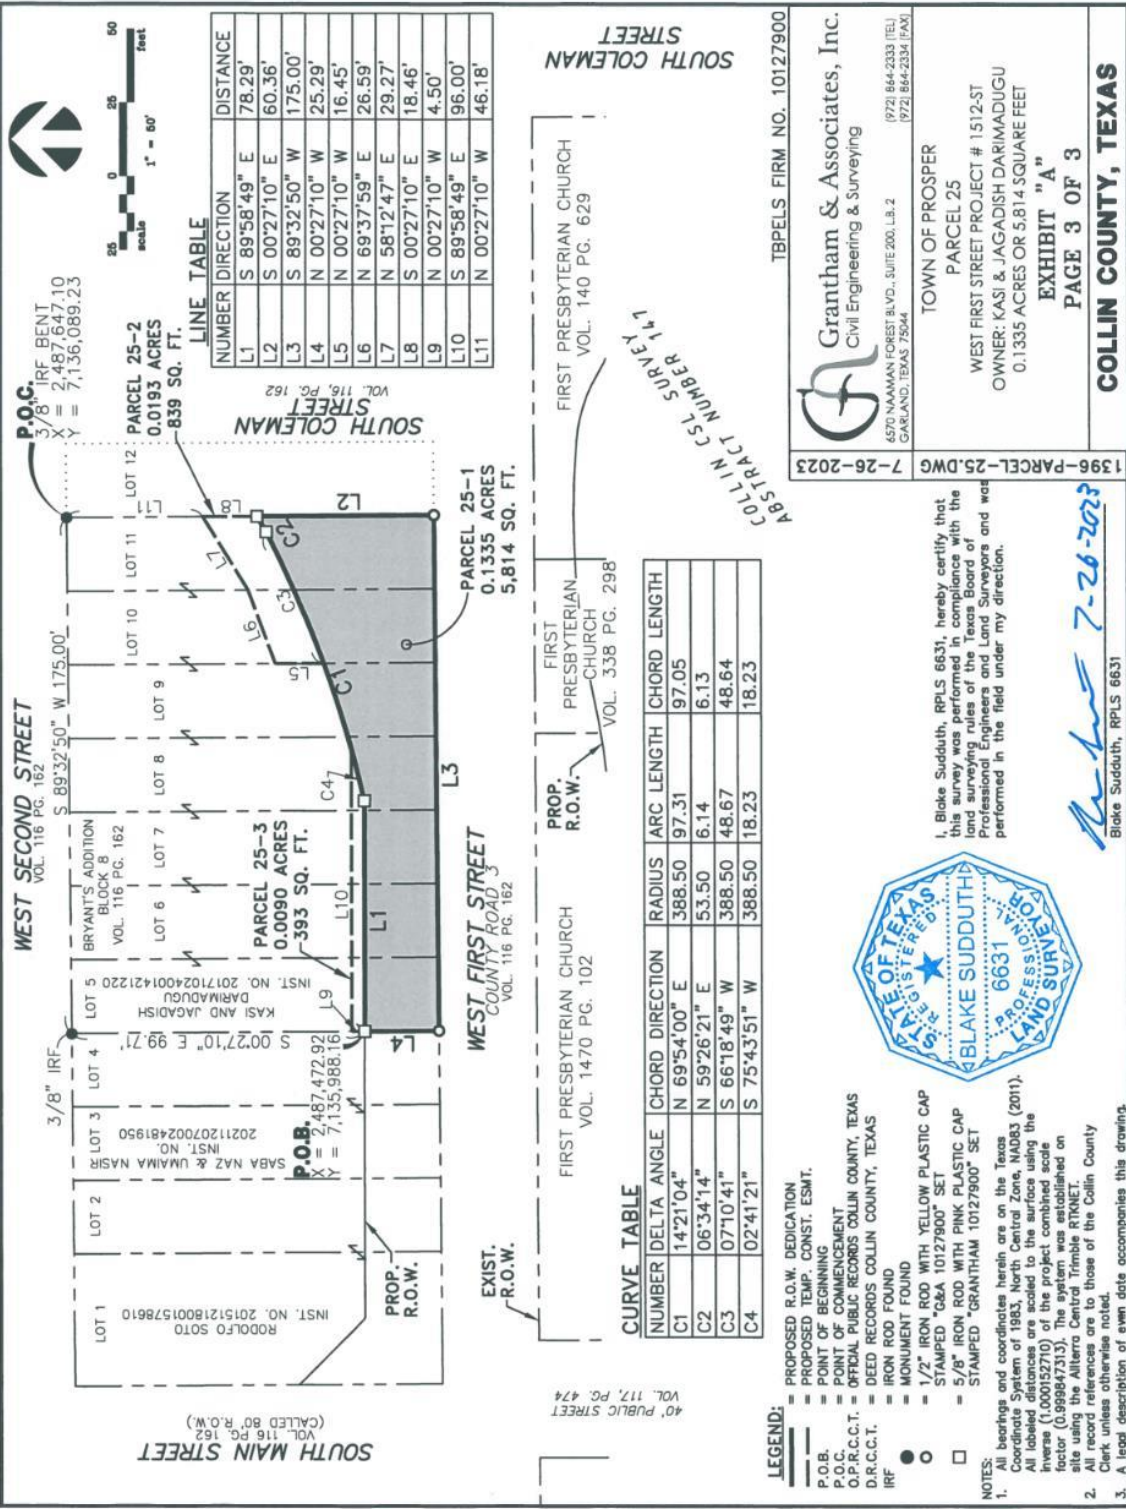 P.O.C.
3/8" IRF BENT
X = 2,487,647.10
Y = 7,136,089.23
25 0 25 50
scale 1" = 60' feet
WEST SECOND STREET
VOL. 116 PG. 162
S 89°32'50" W 175.00'
3/8" IRF
PARCEL 25-2
0.0193 ACRES
839 SQ. FT.
BRYANT'S ADDITION
BLOCK 8
VOL. 116 PG. 162
LOT 1
LOT 2
LOT 3
LOT 4
LOT 5
LOT 6
LOT 7
LOT 8
LOT 9
LOT 10
LOT 11
LOT 12
RODOLFO SOTO
INST. NO. 20151218001578610
SABA NAZ & UMAIMA NASIR
INST. NO.
20211207002481950
S 00°27'10" E 99.71'
KASI AND JAGADISH
DARIMADUGU
INST. NO. 20171024001421220
PARCEL 25-3
0.0090 ACRES
393 SQ. FT.
P.O.B.
X = 2,487,472.92
Y = 7,135,988.16
L9
L10
L1
C4
C1
L5
L6
C3
L7
C2
L8
L11
L2
L3
L4
PARCEL 25-1
0.1335 ACRES
5,814 SQ. FT.
SOUTH MAIN STREET
VOL. 116 PG. 162
(CALLED 80' R.O.W.)
SOUTH COLEMAN
STREET
VOL. 116, PG. 162
PROP.
R.O.W.
WEST FIRST STREET
COUNTY ROAD 3
VOL. 116 PG. 162
EXIST.
R.O.W.
PROP.
R.O.W.
40' PUBLIC STREET
VOL. 117, PG. 474
FIRST PRESBYTERIAN CHURCH
VOL. 1470 PG. 102
FIRST
PRESBYTERIAN
CHURCH
VOL. 338 PG. 298
FIRST PRESBYTERIAN CHURCH
VOL. 140 PG. 629
SOUTH COLEMAN
STREET
COLLIN CSL SURVEY
ABSTRACT NUMBER 147
LINE TABLE
NUMBER DIRECTION DISTANCE
L1 S 89°58'49" E 78.29'
L2 S 00°27'10" E 60.36'
L3 S 89°32'50" W 175.00'
L4 N 00°27'10" W 25.29'
L5 N 00°27'10" W 16.45'
L6 N 69°37'59" E 26.59'
L7 N 58°12'47" E 29.27'
L8 S 00°27'10" E 18.46'
L9 N 00°27'10" W 4.50'
L10 S 89°58'49" E 96.00'
L11 N 00°27'10" W 46.18'
CURVE TABLE
NUMBER DELTA ANGLE CHORD DIRECTION RADIUS ARC LENGTH CHORD LENGTH
C1 14°21'04" N 69°54'00" E 388.50 97.31 97.05
C2 06°34'14" N 59°26'21" E 53.50 6.14 6.13
C3 07°10'41" S 66°18'49" W 388.50 48.67 48.64
C4 02°41'21" S 75°43'51" W 388.50 18.23 18.23
LEGEND:
= PROPOSED R.O.W. DEDICATION
= PROPOSED TEMP. CONST. ESMT.
P.O.B. = POINT OF BEGINNING
P.O.C. = POINT OF COMMENCEMENT
O.P.R.C.C.T. = OFFICIAL PUBLIC RECORDS COLLIN COUNTY, TEXAS
D.R.C.C.T. = DEED RECORDS COLLIN COUNTY, TEXAS
IRF = IRON ROD FOUND
= MONUMENT FOUND
= 1/2" IRON ROD WITH YELLOW PLASTIC CAP
STAMPED "G&A 10127900" SET
= 5/8" IRON ROD WITH PINK PLASTIC CAP
STAMPED "GRANTHAM 10127900" SET
NOTES:
1. All bearings and coordinates herein are on the Texas
Coordinate System of 1983, North Central Zone, NAD83 (2011).
All labeled distances are scaled to the surface using the
inverse (1.000152710) of the project combined scale
factor (0.999847313). The system was established on
site using the Allterra Central Trimble RTKNET.
2. All record references are to those of the Collin County
Clerk unless otherwise noted.
3. A legal description of even date accompanies this drawing.
STATE OF TEXAS
REGISTERED
BLAKE SUDDUTH
6631
PROFESSIONAL
LAND SURVEYOR
I, Blake Sudduth, RPLS 6631, hereby certify that
this survey was performed in compliance with the
land surveying rules of the Texas Board of
Professional Engineers and Land Surveyors and was
performed in the field under my direction.
7-26-2023
Blake Sudduth, RPLS 6631
TBPELS FIRM NO. 10127900
Grantham & Associates, Inc.
Civil Engineering & Surveying
6570 NAAMAN FOREST BLVD., SUITE 200, L.B. 2
GARLAND, TEXAS 75044
(972) 864-2333 (TEL)
(972) 864-2334 (FAX)
7-26-2023
1396-PARCEL-25.DWG
TOWN OF PROSPER
PARCEL 25
WEST FIRST STREET PROJECT # 1512-ST
OWNER: KASI & JAGADISH DARIMADUGU
0.1335 ACRES OR 5,814 SQUARE FEET
EXHIBIT "A"
PAGE 3 OF 3
COLLIN COUNTY, TEXAS